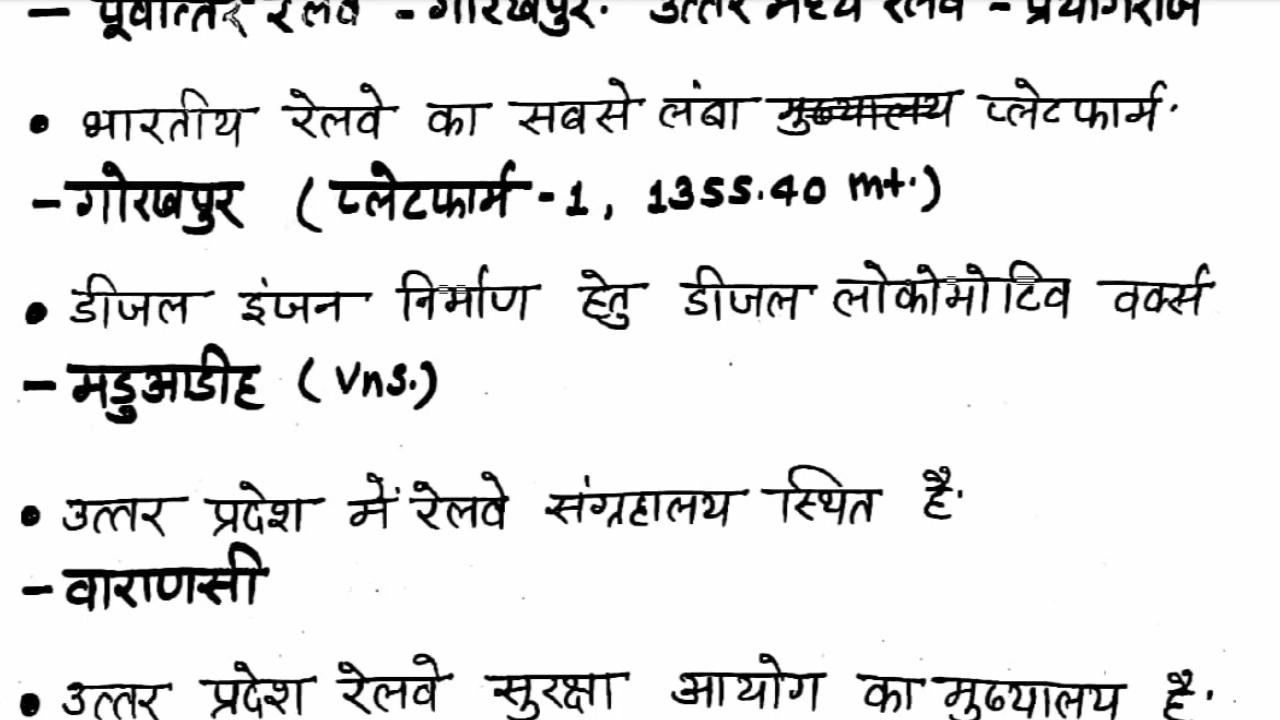 - पूर्वोत्तर रेलवे - गोरखपुर. उत्तर मध्य रेलवे - प्रयागराज
• भारतीय रेलवे का सबसे लंबा मुख्यालय प्लेटफार्म.
- गोरखपुर (प्लेटफार्म - 1, 1355.40 mt.)
• डीजल इंजन निर्माण हेतु डीजल लोकोमोटिव वर्क्स
- मडुआडीह (Vns.)
• उत्तर प्रदेश में रेलवे संग्रहालय स्थित है.
- वाराणसी
• उत्तर प्रदेश रेलवे सुरक्षा आयोग का मुख्यालय है.